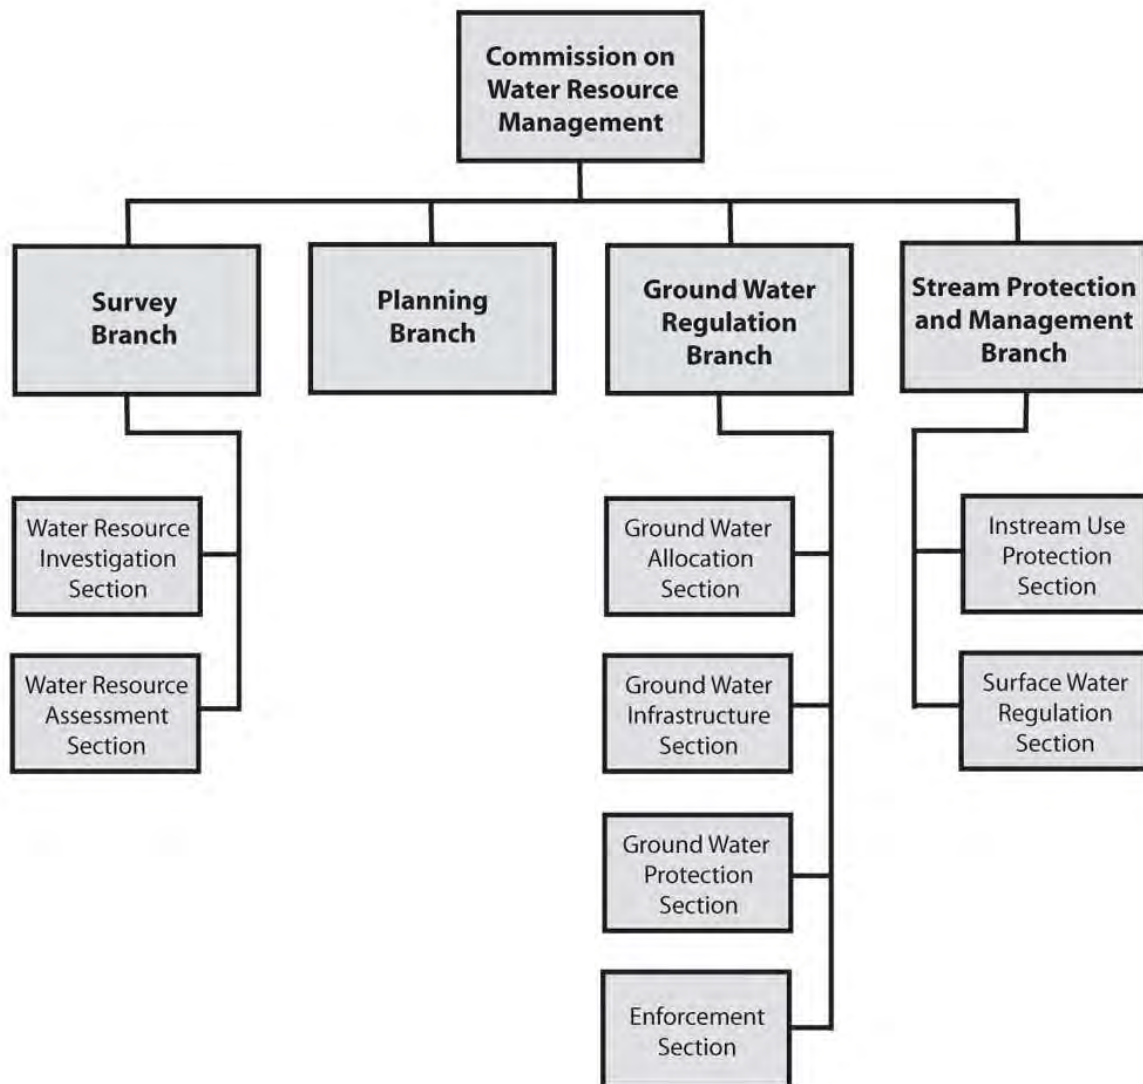 Commission on
Water Resource
Management
Survey
Branch
Planning
Branch
Ground Water
Regulation
Branch
Stream Protection
and Management
Branch
Water Resource
Investigation
Section
Water Resource
Assessment
Section
Ground Water
Allocation
Section
Ground Water
Infrastructure
Section
Ground Water
Protection
Section
Enforcement
Section
Instream Use
Protection
Section
Surface Water
Regulation
Section